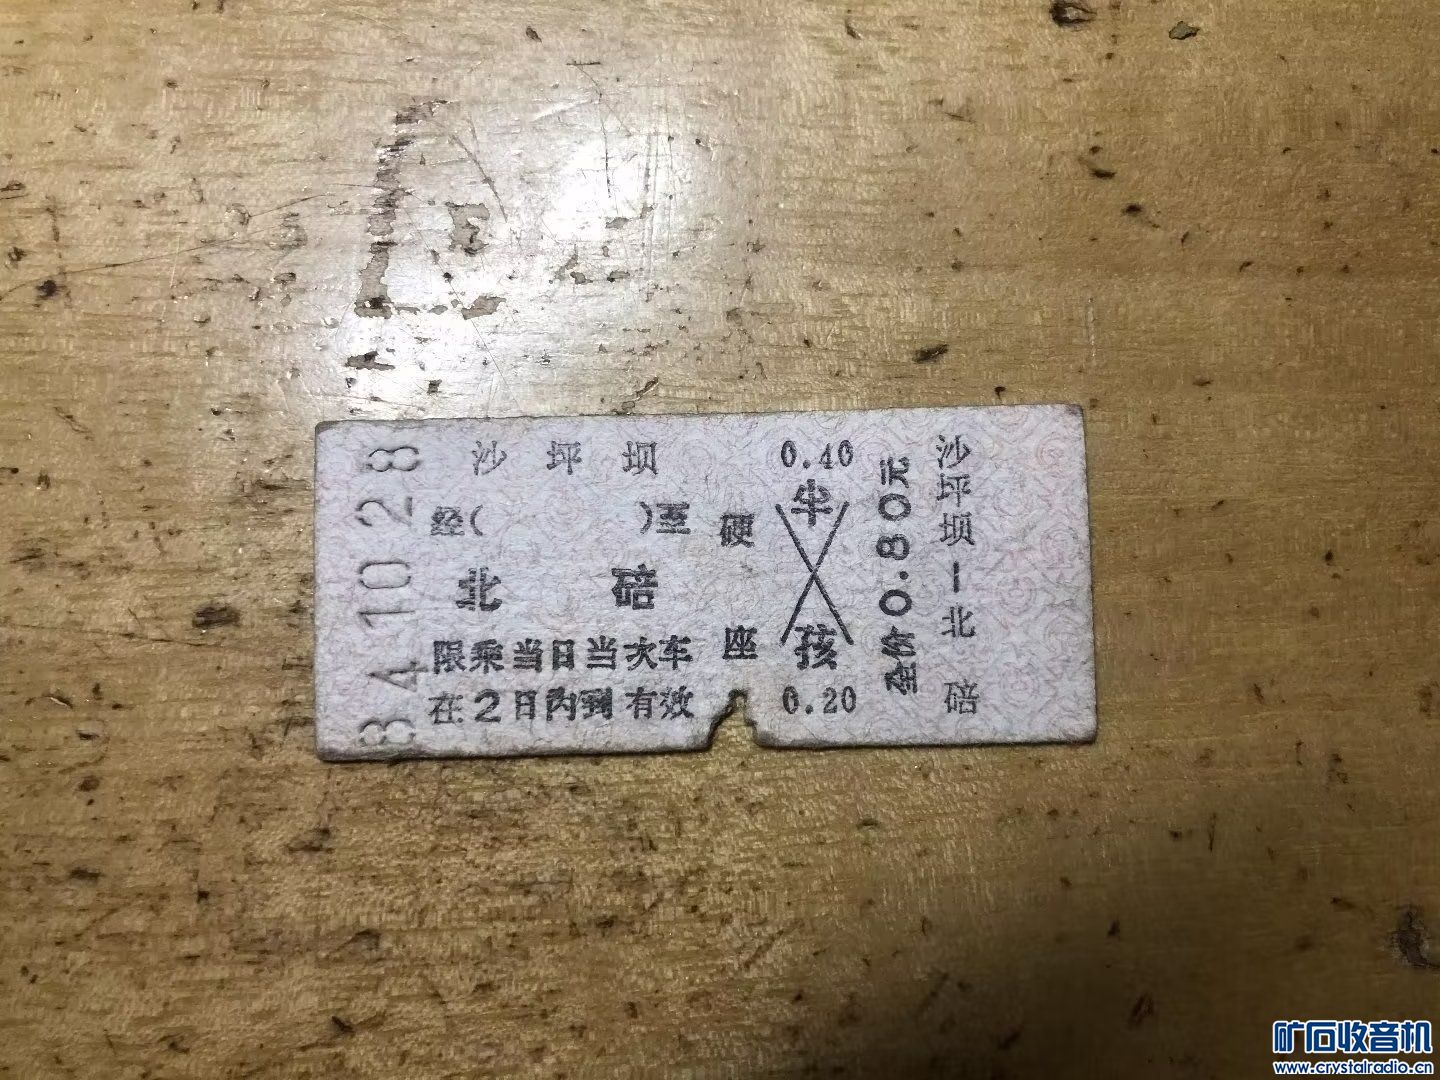 84.10.28
沙坪坝
经( )至
北碚
限乘当日当次车
在2日内到有效
硬座
0.40
半
孩
0.20
全价0.80元
沙坪坝—北碚
矿石收音机
www.crystalradio.cn